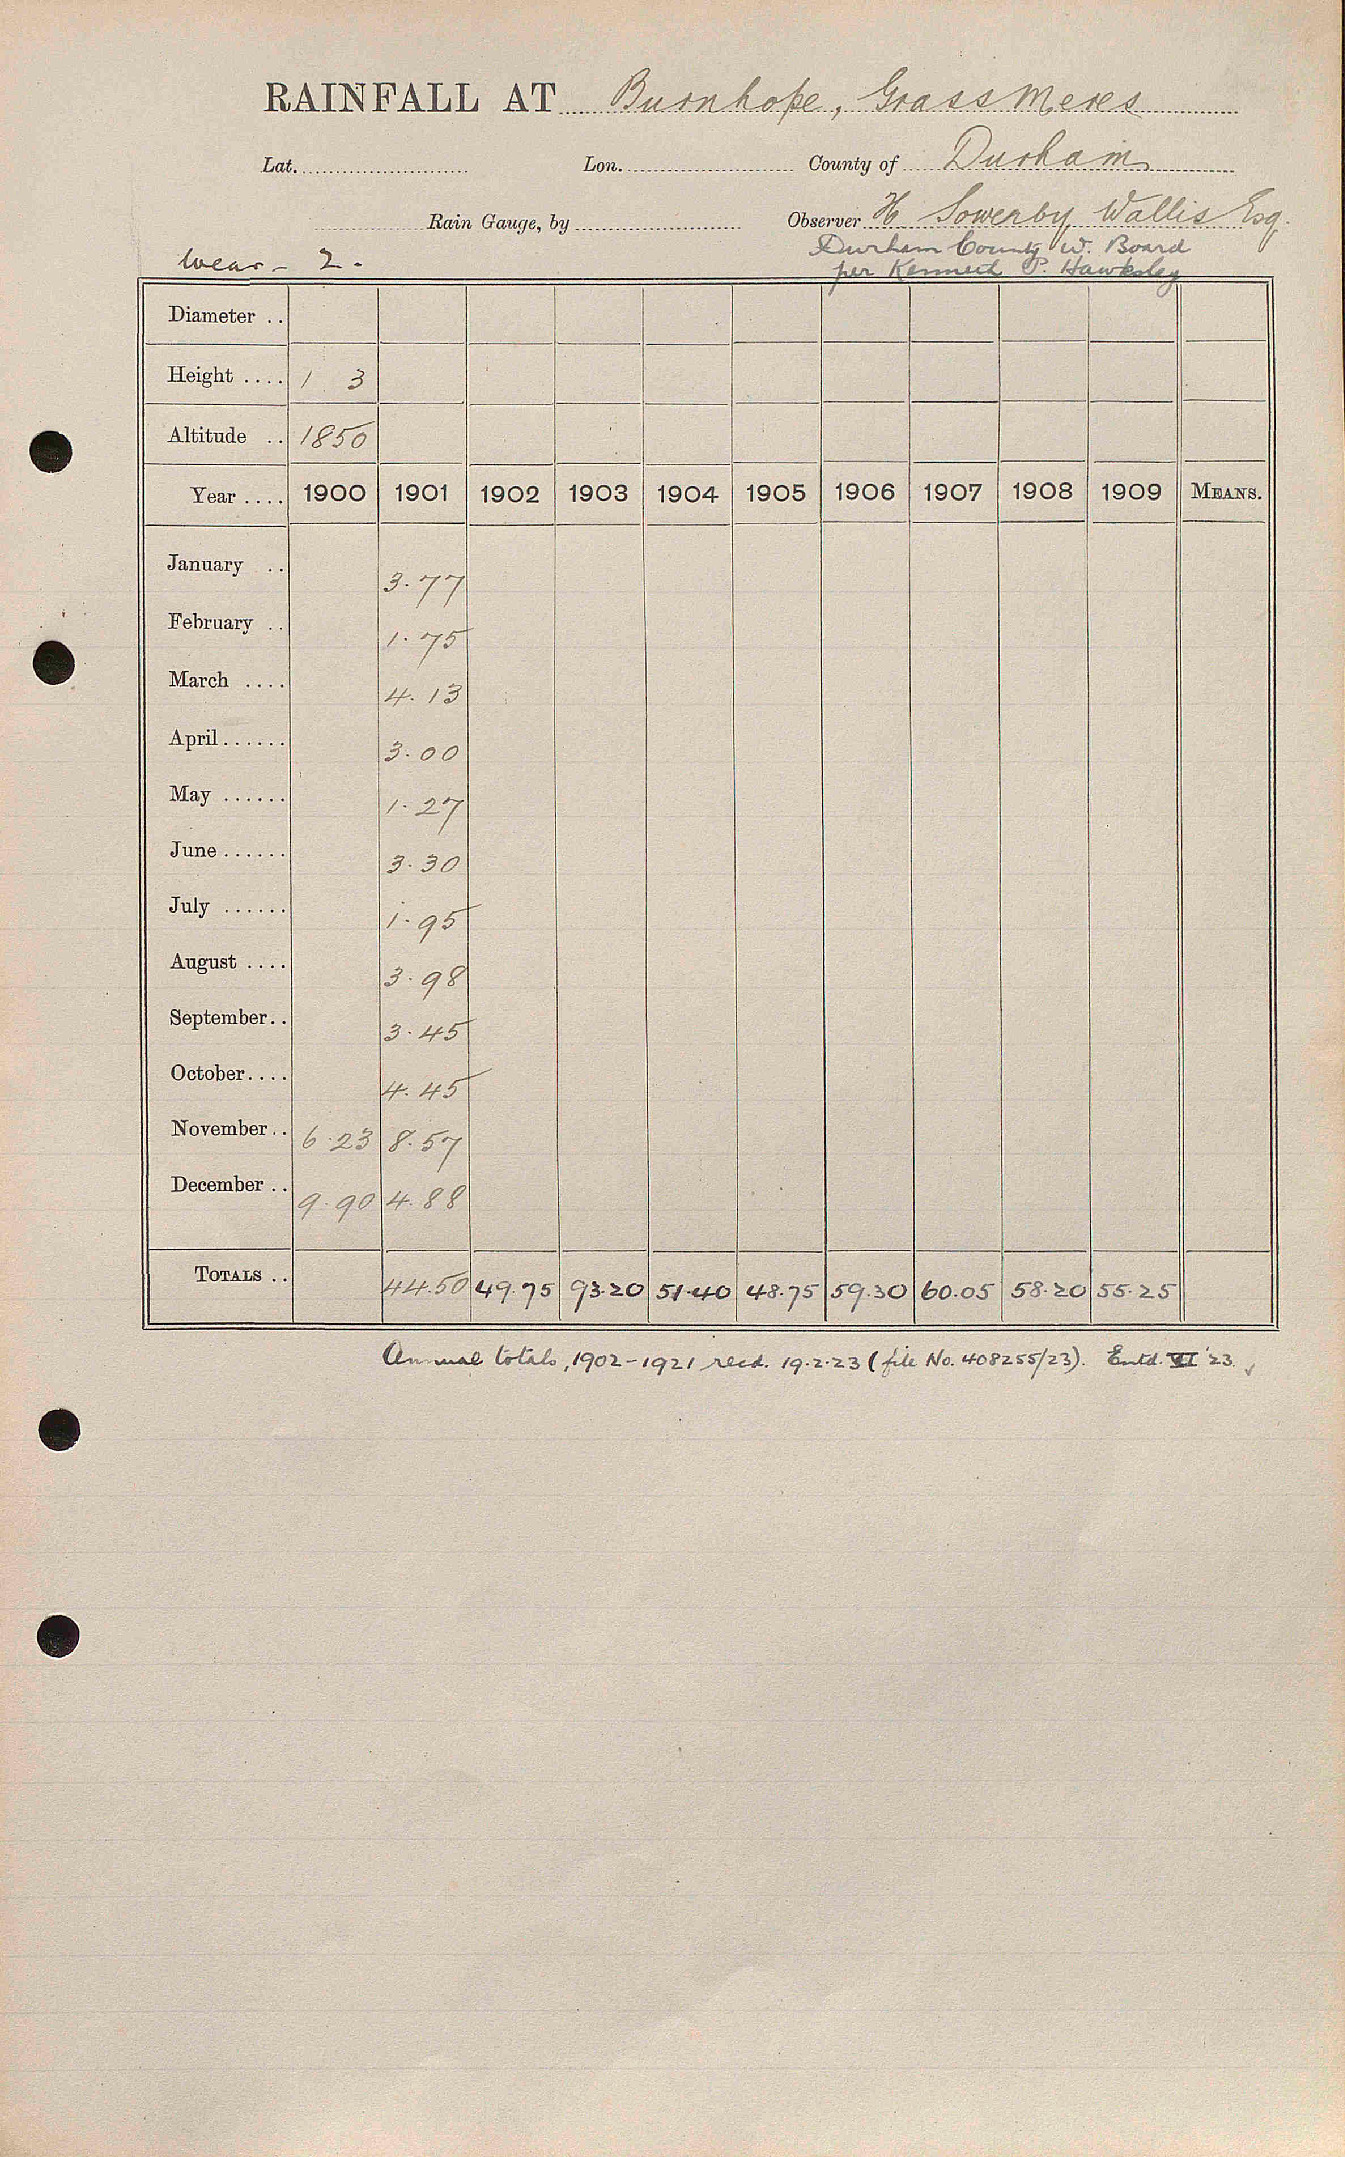 RAINFALL AT Burnhope, Grass Meres
Lat. Lon. County of Durham
Rain Gauge, by Observer H Sowerby Wallis Esq.
Wear - 2. Durham County W. Board
per Kenneth P. Hawksley
Diameter ..
Height .... 1 3
Altitude .. 1850
Year .... 1900 1901 1902 1903 1904 1905 1906 1907 1908 1909 MEANS.
January .. 3.77
February .. 1.75
March .... 4.13
April...... 3.00
May ...... 1.27
June...... 3.30
July ...... 1.95
August .... 3.98
September.. 3.45
October.... 4.45
November.. 6.23 8.57
December .. 9.90 4.88
TOTALS .. 44.50 49.75 93.20 51.40 48.75 59.30 60.05 58.20 55.25
Annual totals, 1902-1921 recd. 19.2.23 (file No. 408255/23). Entd. VI '23